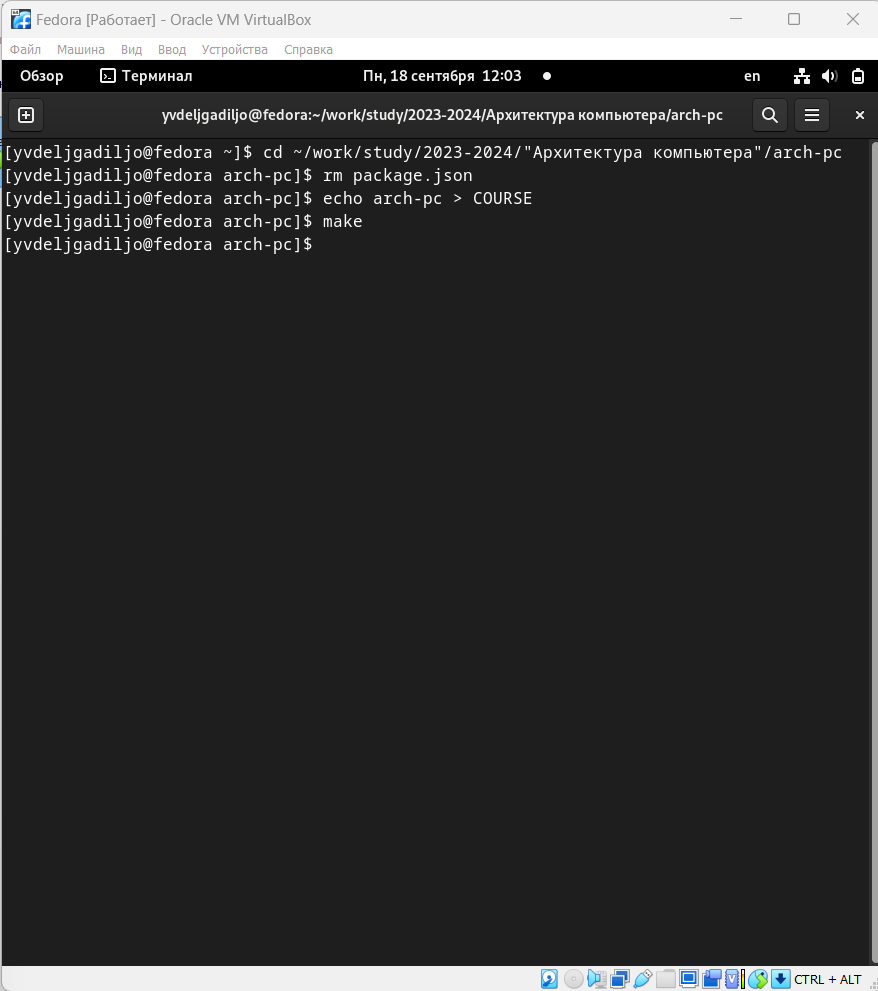 Fedora [Работает] - Oracle VM VirtualBox
Файл Машина Вид Ввод Устройства Справка
Обзор Терминал Пн, 18 сентября 12:03 en
yvdeljgadiljo@fedora:~/work/study/2023-2024/Архитектура компьютера/arch-pc
[yvdeljgadiljo@fedora ~]$ cd ~/work/study/2023-2024/"Архитектура компьютера"/arch-pc
[yvdeljgadiljo@fedora arch-pc]$ rm package.json
[yvdeljgadiljo@fedora arch-pc]$ echo arch-pc > COURSE
[yvdeljgadiljo@fedora arch-pc]$ make
[yvdeljgadiljo@fedora arch-pc]$
CTRL + ALT